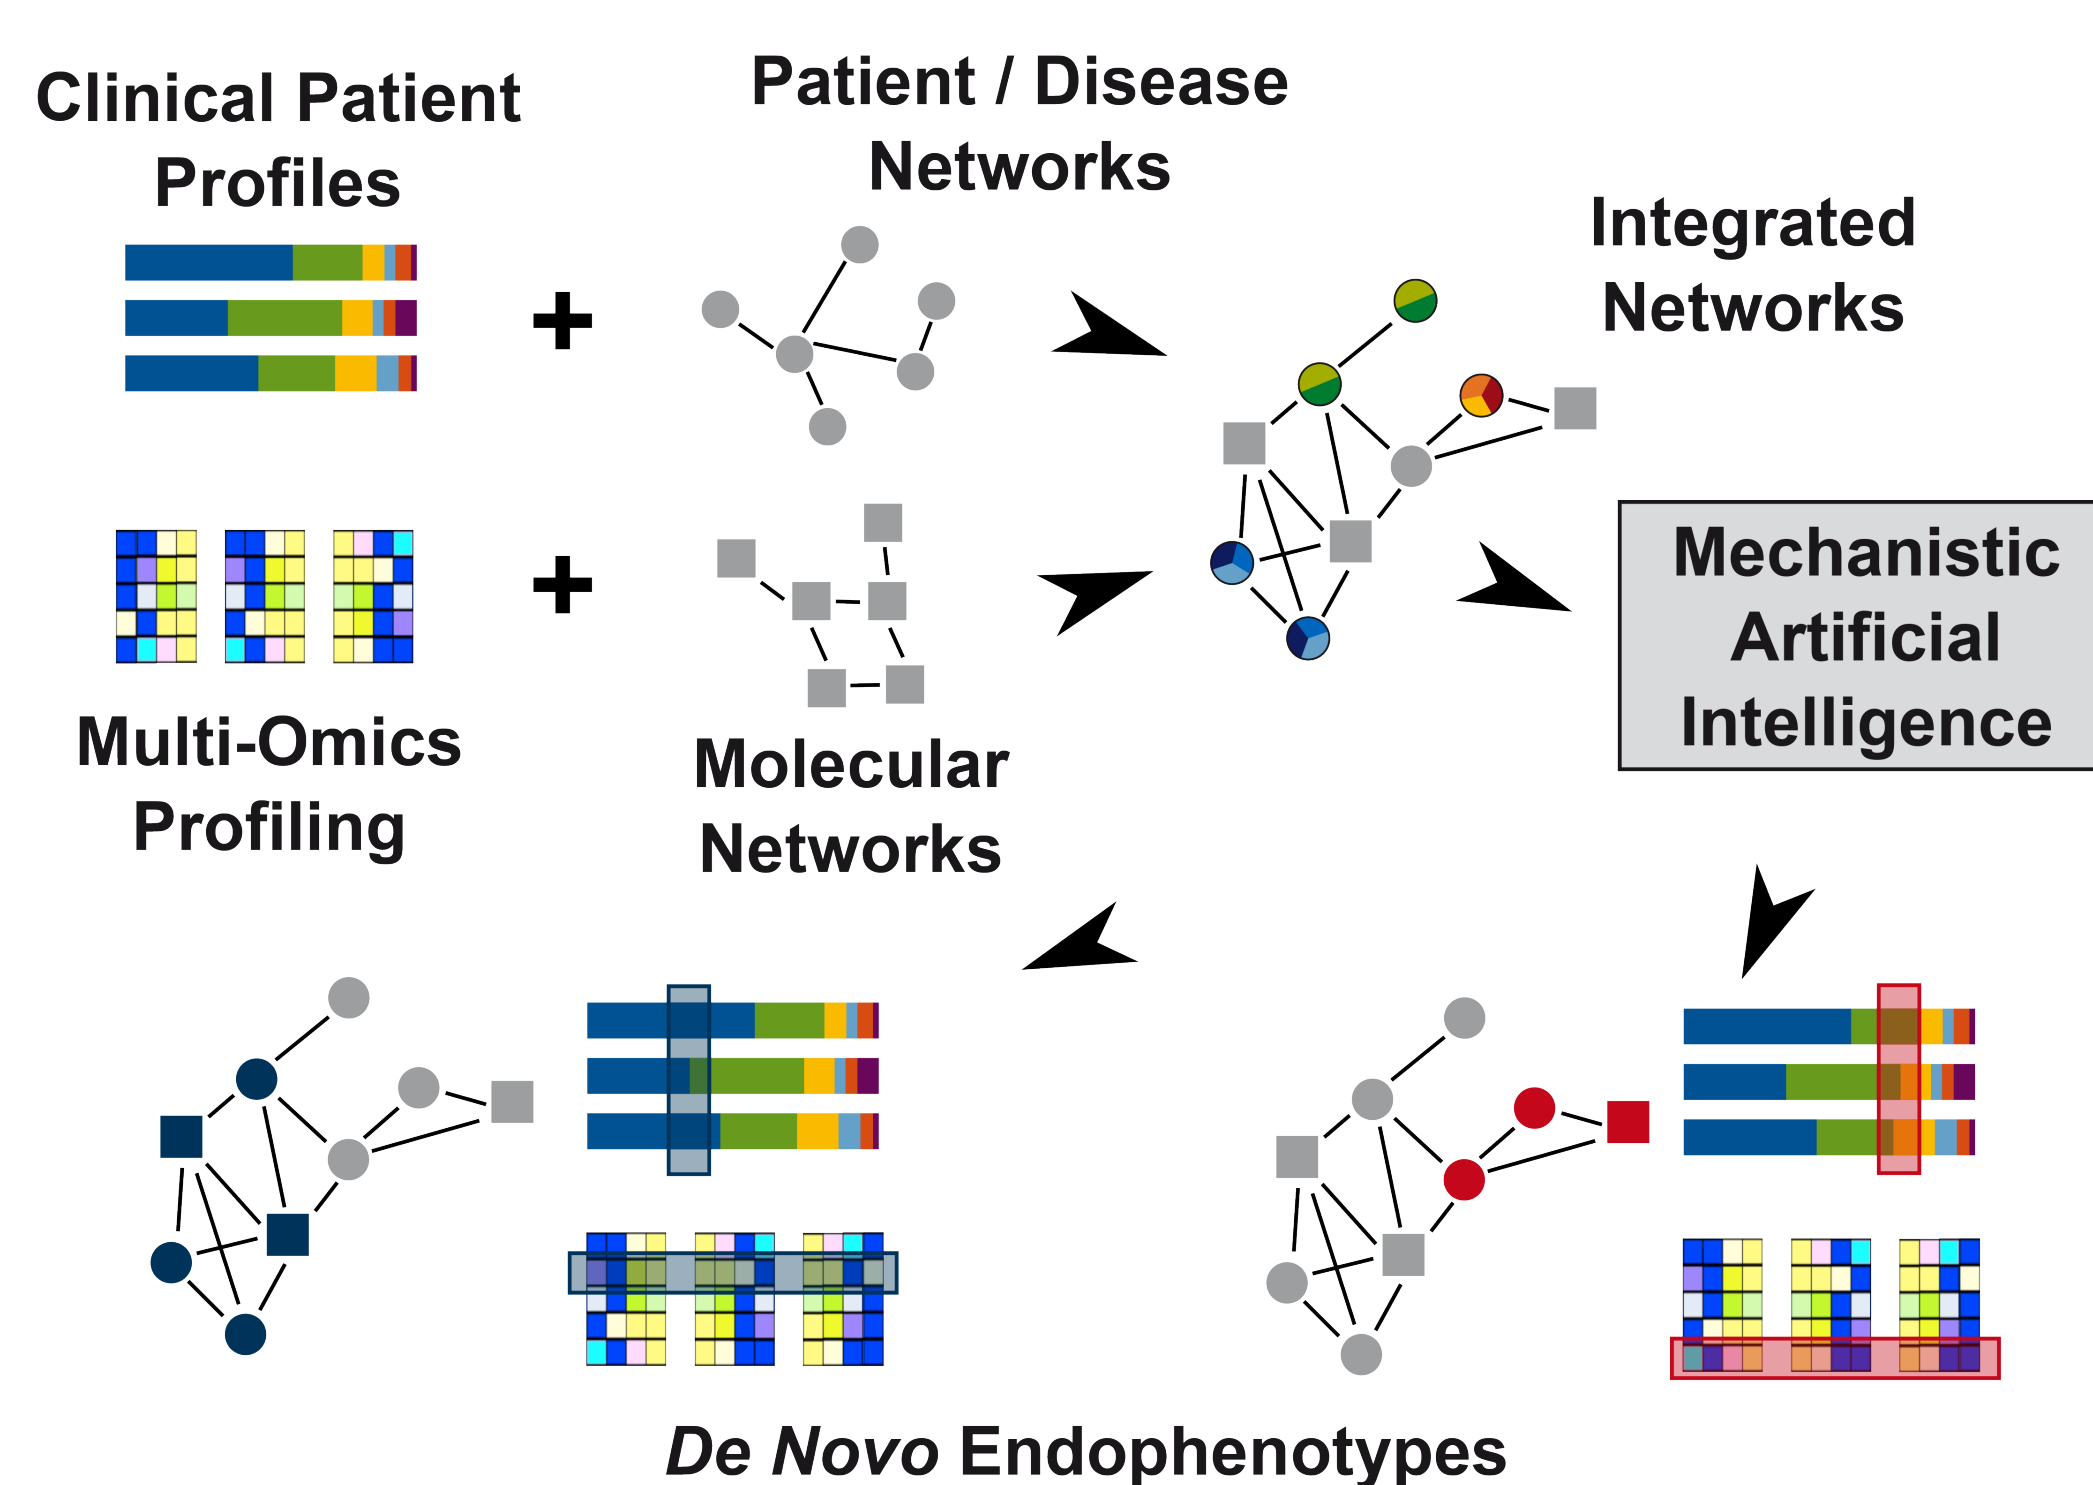 Clinical Patient
Profiles
Patient / Disease
Networks
Integrated
Networks
Multi-Omics
Profiling
Molecular
Networks
Mechanistic
Artificial
Intelligence
De Novo Endophenotypes